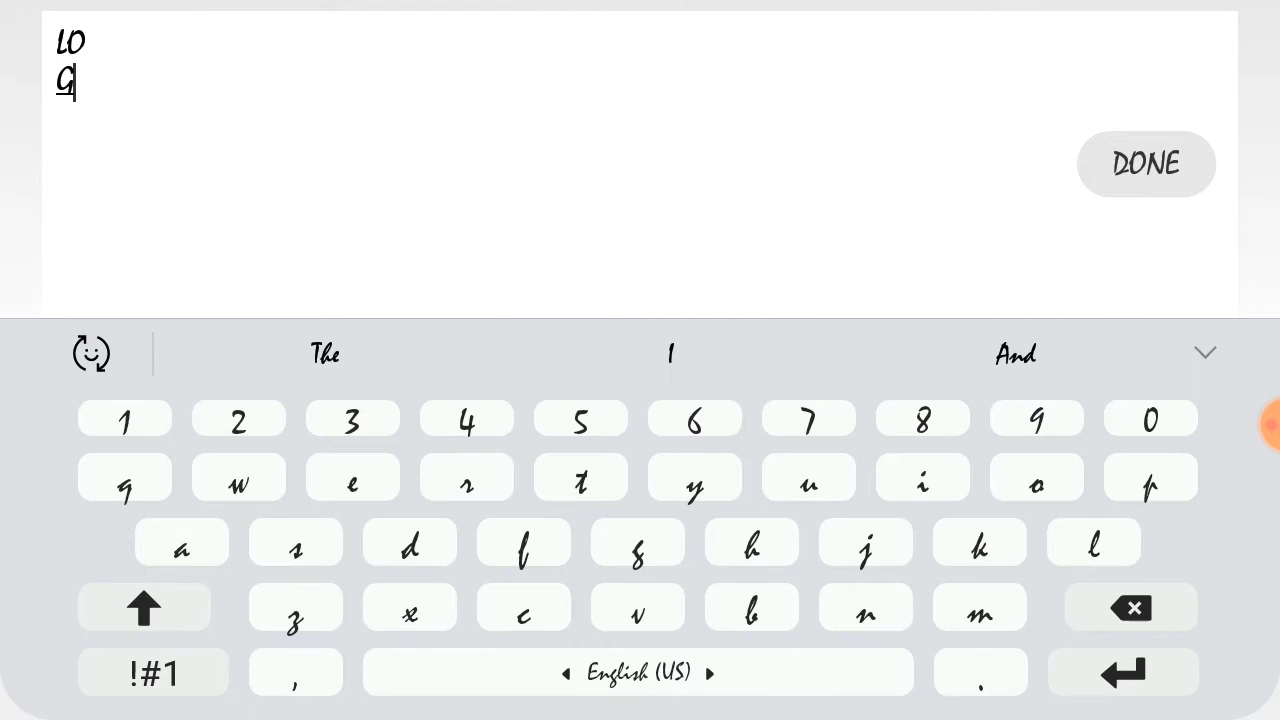 LO
G
DONE
The I And
1 2 3 4 5 6 7 8 9 0
q w e r t y u i o p
a s d f g h j k l
z x c v b n m
!#1 , English (US) .